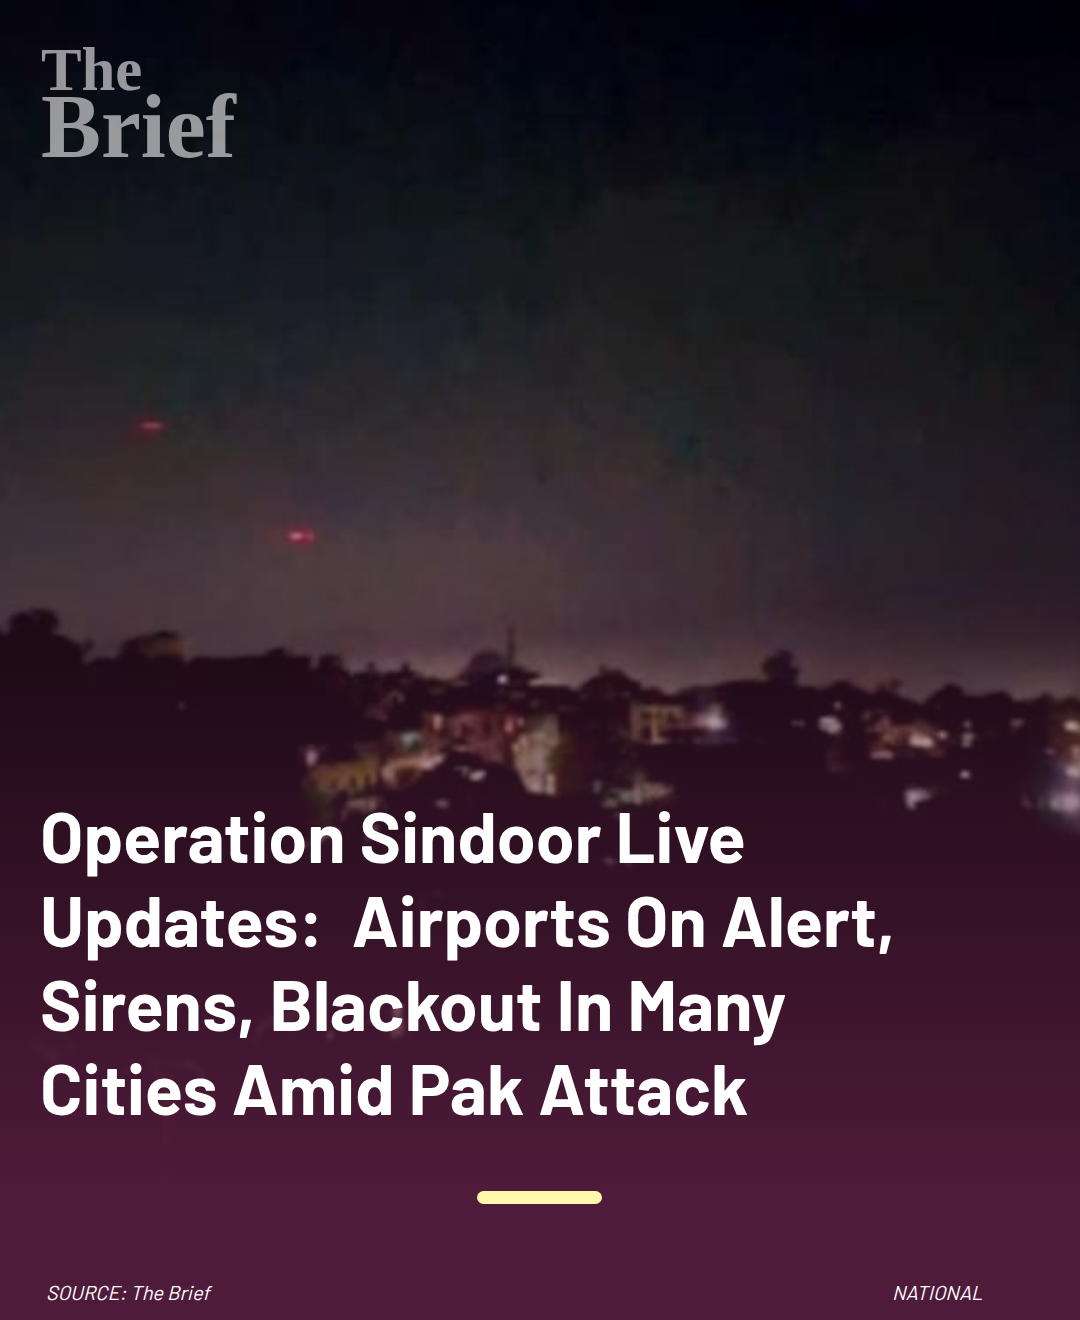 The
Brief
Operation Sindoor Live
Updates:  Airports On Alert,
Sirens, Blackout In Many
Cities Amid Pak Attack
SOURCE: The Brief
NATIONAL